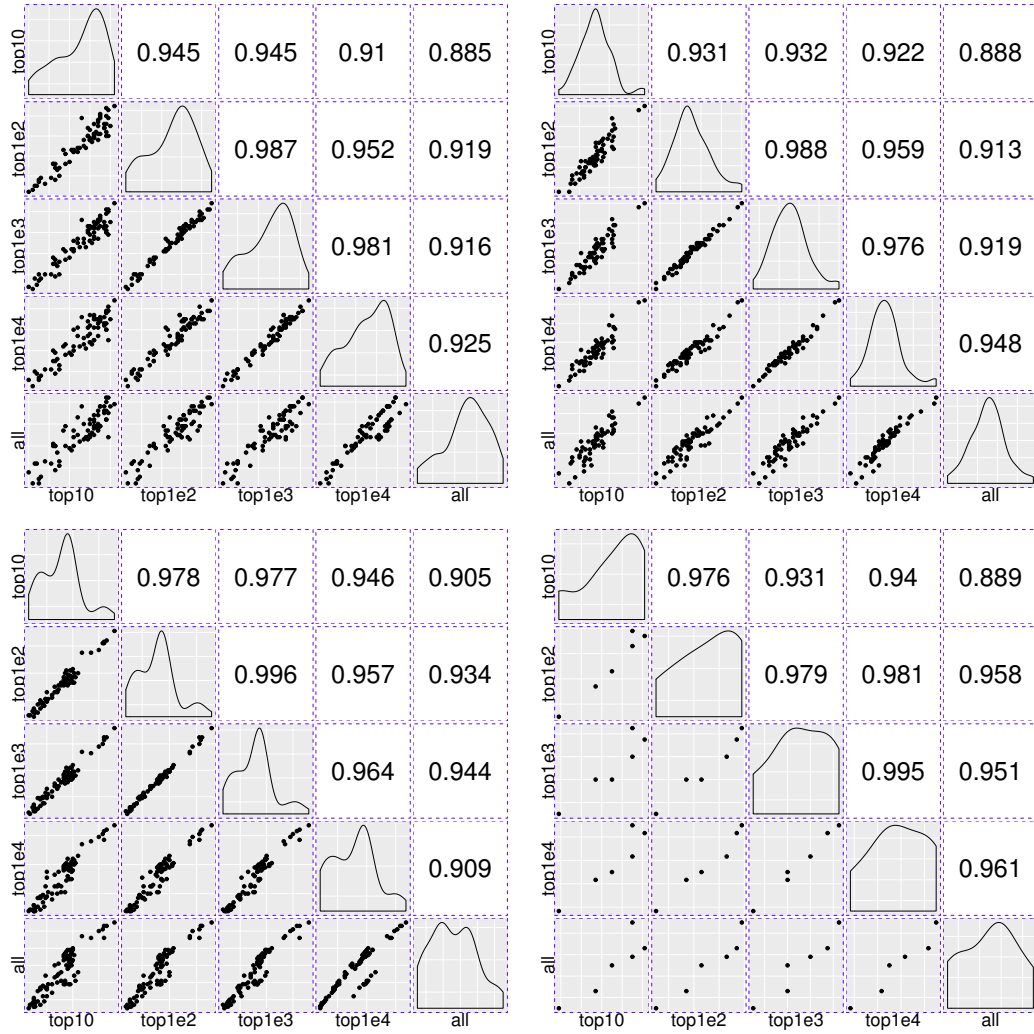 top10 0.945 0.945 0.91 0.885
top1e2 0.987 0.952 0.919
top1e3 0.981 0.916
top1e4 0.925
all
top10 top1e2 top1e3 top1e4 all
top10 0.931 0.932 0.922 0.888
top1e2 0.988 0.959 0.913
top1e3 0.976 0.919
top1e4 0.948
all
top10 top1e2 top1e3 top1e4 all
top10 0.978 0.977 0.946 0.905
top1e2 0.996 0.957 0.934
top1e3 0.964 0.944
top1e4 0.909
all
top10 top1e2 top1e3 top1e4 all
top10 0.976 0.931 0.94 0.889
top1e2 0.979 0.981 0.958
top1e3 0.995 0.951
top1e4 0.961
all
top10 top1e2 top1e3 top1e4 all